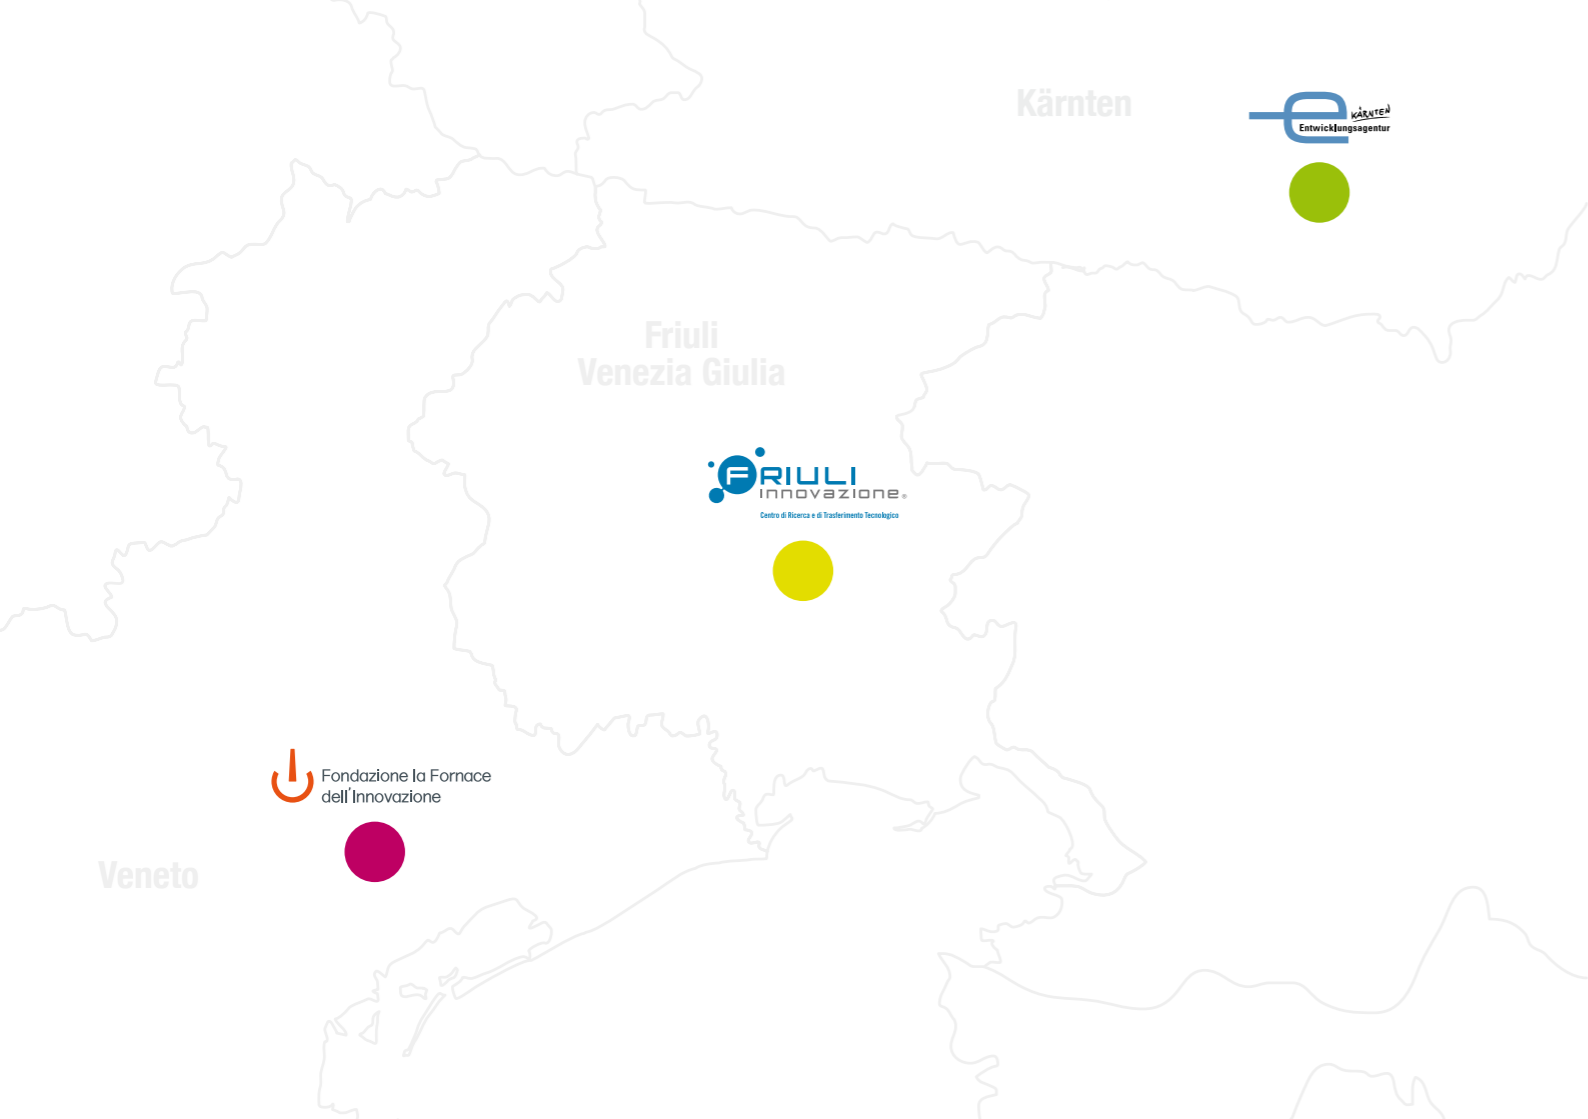 Kärnten
KÄRNTEN
Entwicklungsagentur
Friuli
Venezia Giulia
FRIULI
innovazione®
Centro di Ricerca e di Trasferimento Tecnologico
Fondazione la Fornace
dell'Innovazione
Veneto